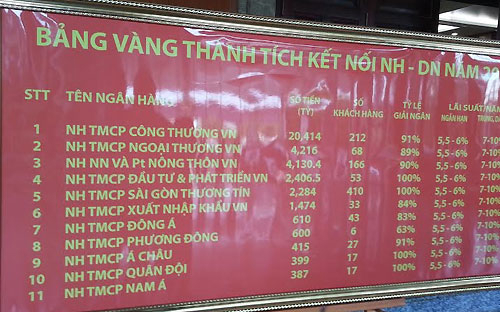 BẢNG VÀNG THÀNH TÍCH KẾT NỐI NH - DN NĂM 20
STT TÊN NGÂN HÀNG SỐ TIỀN (TỶ) SỐ KHÁCH HÀNG TỶ LỆ GIẢI NGÂN LÃI SUẤT/NĂM
NGẮN HẠN TRUNG, D
1 NH TMCP CÔNG THƯƠNG VN 20,414 212 91% 5,5 - 6% 7-10%
2 NH TMCP NGOẠI THƯƠNG VN 4,216 68 89% 5,5 - 6% 7-10%
3 NH NN VÀ Pt NÔNG THÔN VN 4,130.4 166 90% 5,5 - 6% 7-10%
4 NH TMCP ĐẦU TƯ & PHÁT TRIỂN VN 2,406.5 53 100% 5,5 - 6% 7-10%
5 NH TMCP SÀI GÒN THƯƠNG TÍN 2,284 410 100% 5,5 - 6% 7-10%
6 NH TMCP XUẤT NHẬP KHẨU VN 1,474 33 84% 5,5 - 6% 7-10%
7 NH TMCP ĐÔNG Á 610 43 83% 5,5 - 6% 7-10%
8 NH TMCP PHƯƠNG ĐÔNG 600 6 63% 5,5 - 6% 7-10%
9 NH TMCP Á CHÂU 415 27 91% 5,5 - 6% 7-10%
10 NH TMCP QUÂN ĐỘI 399 17 100% 5,5 - 6% 7-10%
11 NH TMCP NAM Á 387 17 100% 5,5 - 6% 7-10%